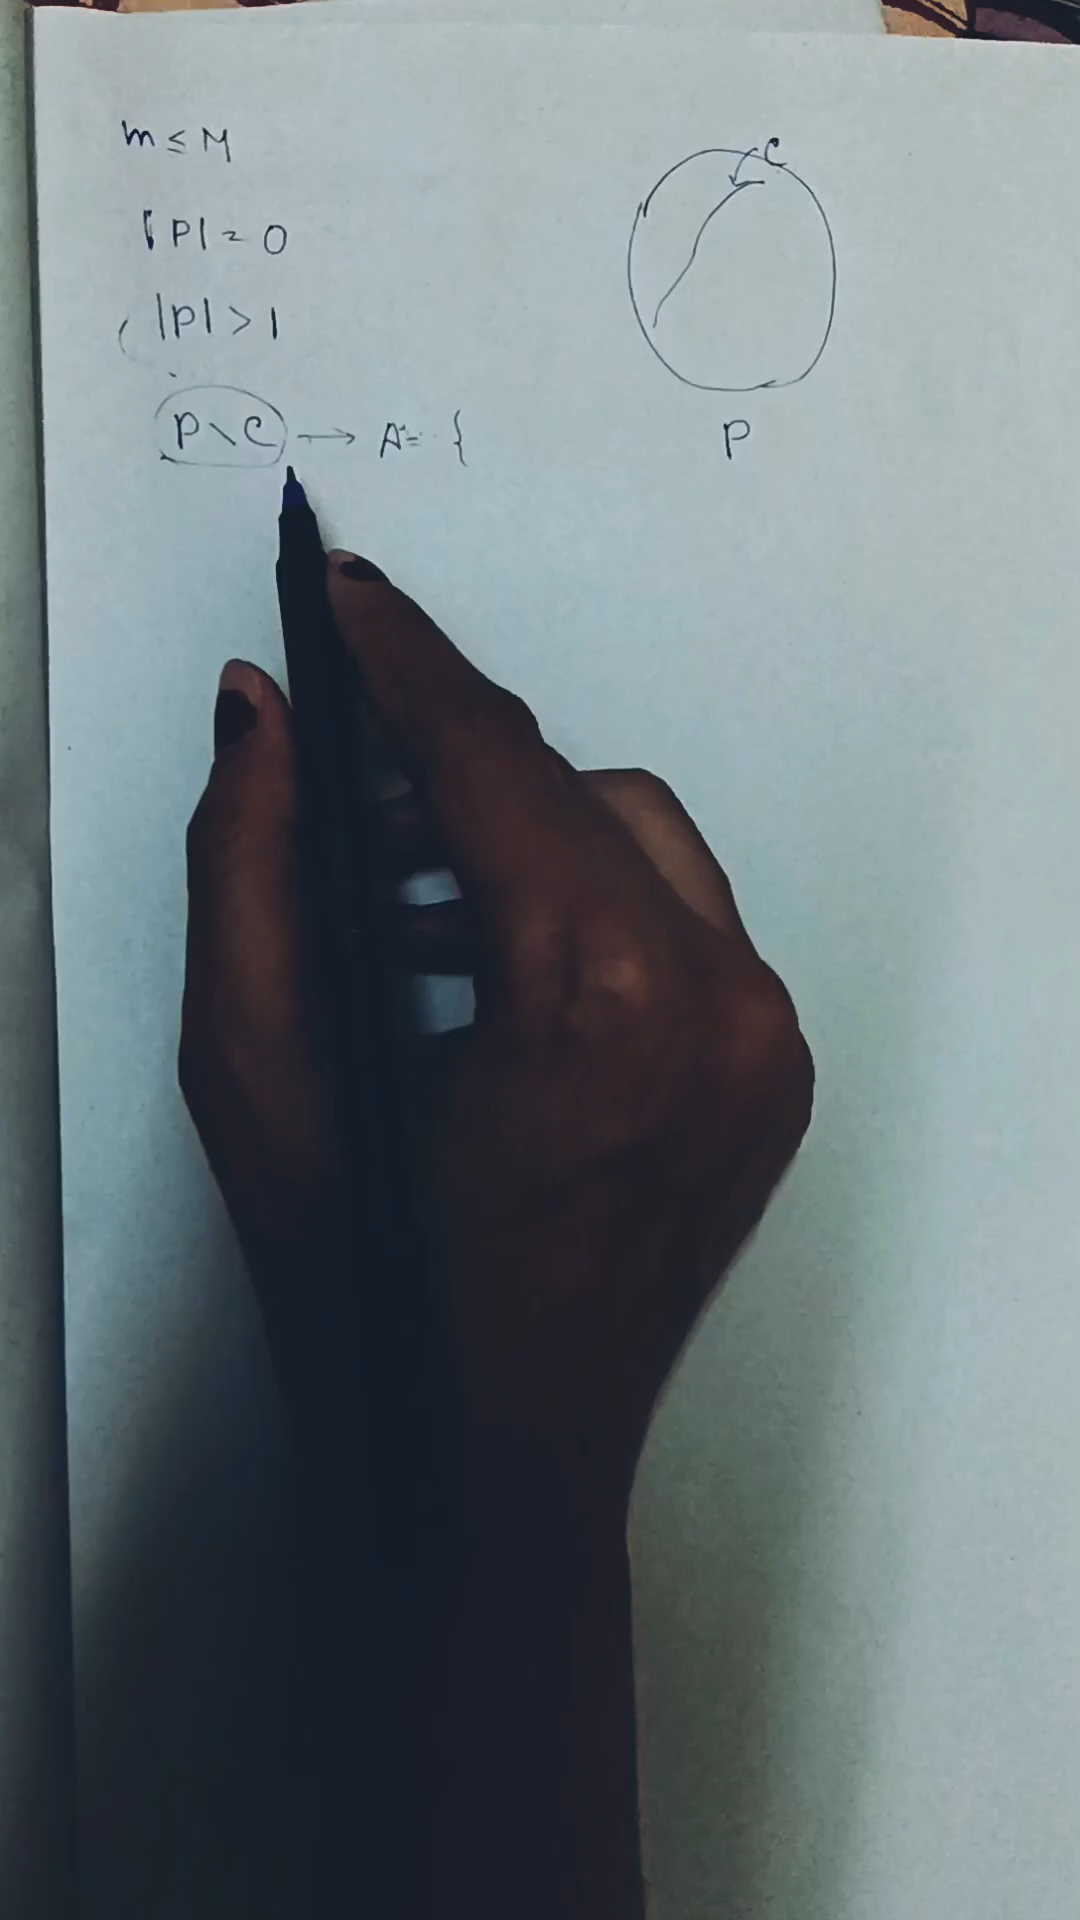 m ≤ M
|P| = 0
|P| > 1
P \ C → A = {
C
P